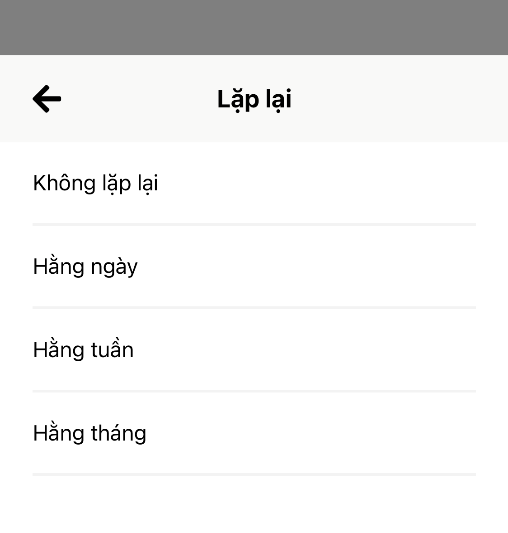 Lặp lại
Không lặp lại
Hằng ngày
Hằng tuần
Hằng tháng